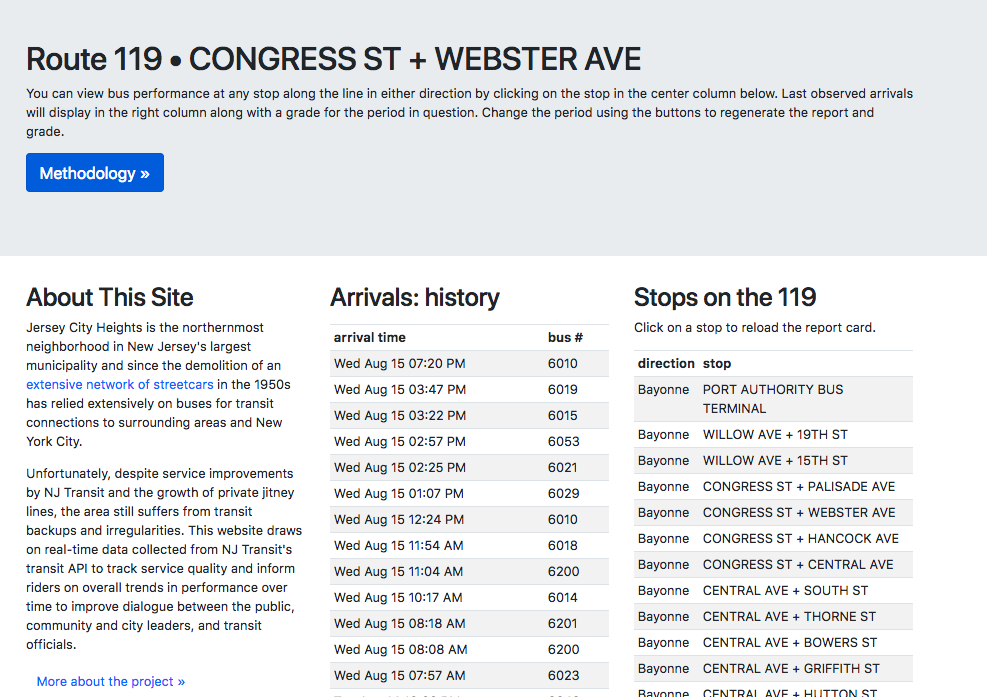 Route 119 • CONGRESS ST + WEBSTER AVE
You can view bus performance at any stop along the line in either direction by clicking on the stop in the center column below. Last observed arrivals
will display in the right column along with a grade for the period in question. Change the period using the buttons to regenerate the report and
grade.
Methodology »
About This Site
Jersey City Heights is the northernmost
neighborhood in New Jersey's largest
municipality and since the demolition of an
extensive network of streetcars in the 1950s
has relied extensively on buses for transit
connections to surrounding areas and New
York City.
Unfortunately, despite service improvements
by NJ Transit and the growth of private jitney
lines, the area still suffers from transit
backups and irregularities. This website draws
on real-time data collected from NJ Transit's
transit API to track service quality and inform
riders on overall trends in performance over
time to improve dialogue between the public,
community and city leaders, and transit
officials.
More about the project »
Arrivals: history
arrival time bus #
Wed Aug 15 07:20 PM 6010
Wed Aug 15 03:47 PM 6019
Wed Aug 15 03:22 PM 6015
Wed Aug 15 02:57 PM 6053
Wed Aug 15 02:25 PM 6021
Wed Aug 15 01:07 PM 6029
Wed Aug 15 12:24 PM 6010
Wed Aug 15 11:54 AM 6018
Wed Aug 15 11:04 AM 6200
Wed Aug 15 10:17 AM 6014
Wed Aug 15 08:18 AM 6201
Wed Aug 15 08:08 AM 6200
Wed Aug 15 07:57 AM 6023
Stops on the 119
Click on a stop to reload the report card.
direction stop
Bayonne PORT AUTHORITY BUS
TERMINAL
Bayonne WILLOW AVE + 19TH ST
Bayonne WILLOW AVE + 15TH ST
Bayonne CONGRESS ST + PALISADE AVE
Bayonne CONGRESS ST + WEBSTER AVE
Bayonne CONGRESS ST + HANCOCK AVE
Bayonne CONGRESS ST + CENTRAL AVE
Bayonne CENTRAL AVE + SOUTH ST
Bayonne CENTRAL AVE + THORNE ST
Bayonne CENTRAL AVE + BOWERS ST
Bayonne CENTRAL AVE + GRIFFITH ST
Bayonne CENTRAL AVE + HUTTON ST